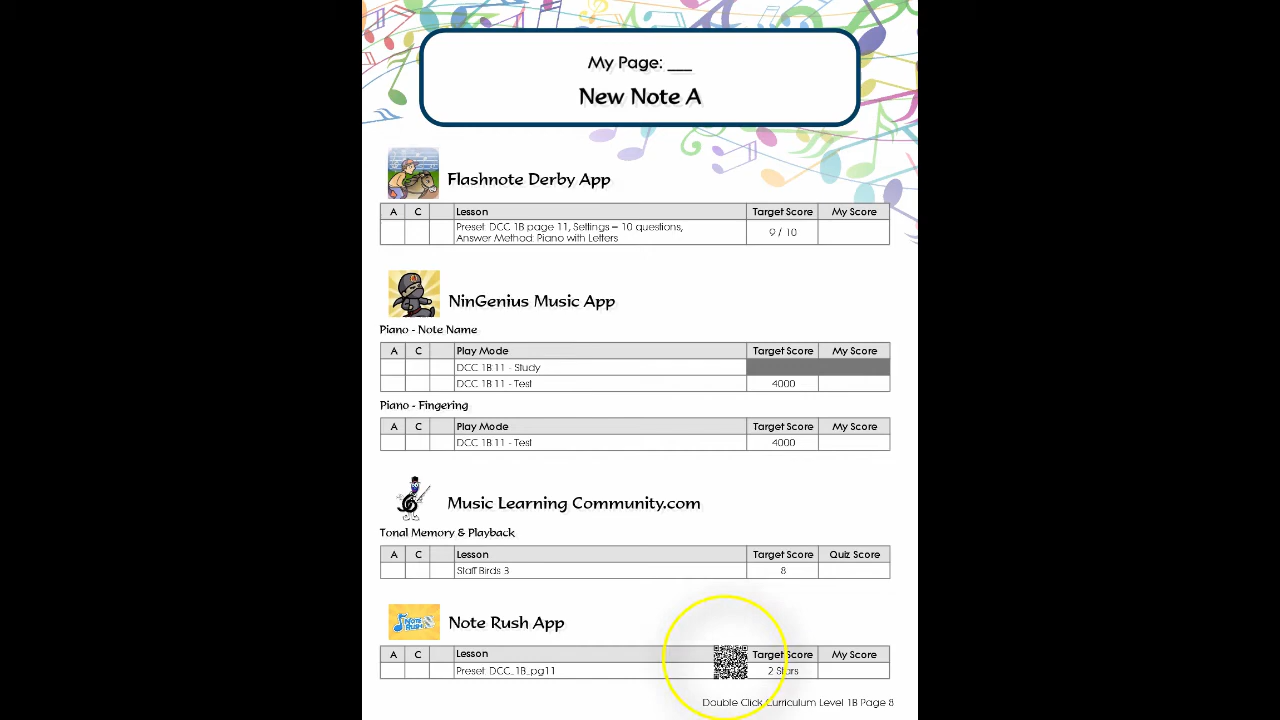 My Page: ___
New Note A
Flashnote Derby App
A C Lesson Target Score My Score
Preset: DCC 1B page 11, Settings = 10 questions, 9 / 10
Answer Method: Piano with Letters
NinGenius Music App
Piano - Note Name
A C Play Mode Target Score My Score
DCC 1B 11 - Study
DCC 1B 11 - Test 4000
Piano - Fingering
A C Play Mode Target Score My Score
DCC 1B 11 - Test 4000
Music Learning Community.com
Tonal Memory & Playback
A C Lesson Target Score Quiz Score
Staff Birds 3 8
Note Rush
Note Rush App
A C Lesson Target Score My Score
Preset: DCC_1B_pg11 2 Stars
Double Click Curriculum Level 1B Page 8